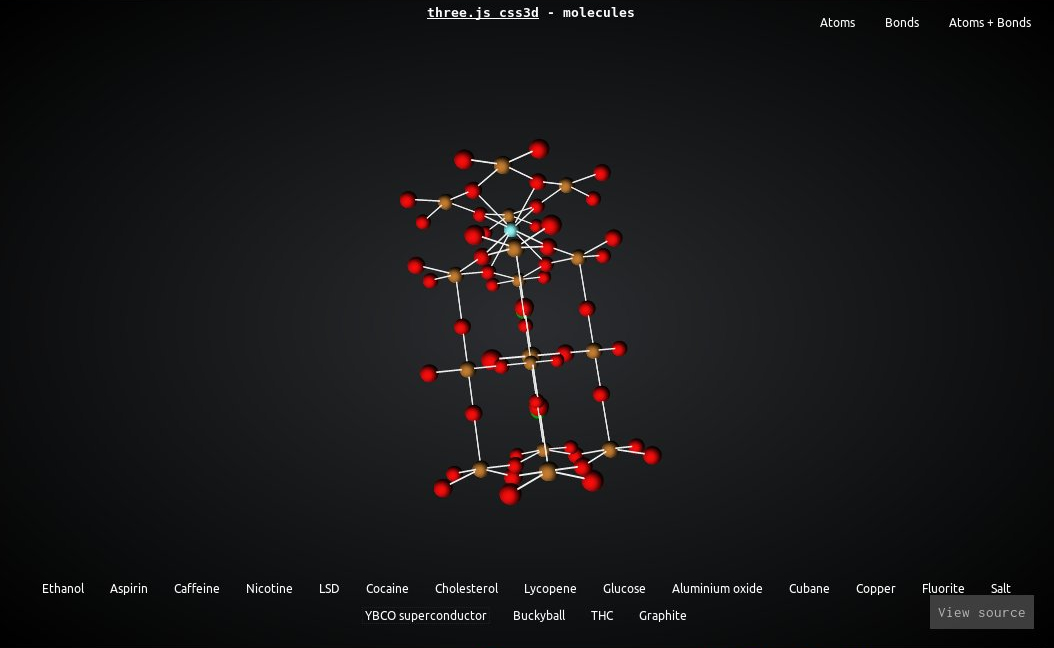 three.js css3d - molecules
Atoms Bonds Atoms + Bonds
Ethanol Aspirin Caffeine Nicotine LSD Cocaine Cholesterol Lycopene Glucose Aluminium oxide Cubane Copper Fluorite Salt
YBCO superconductor Buckyball THC Graphite
View source